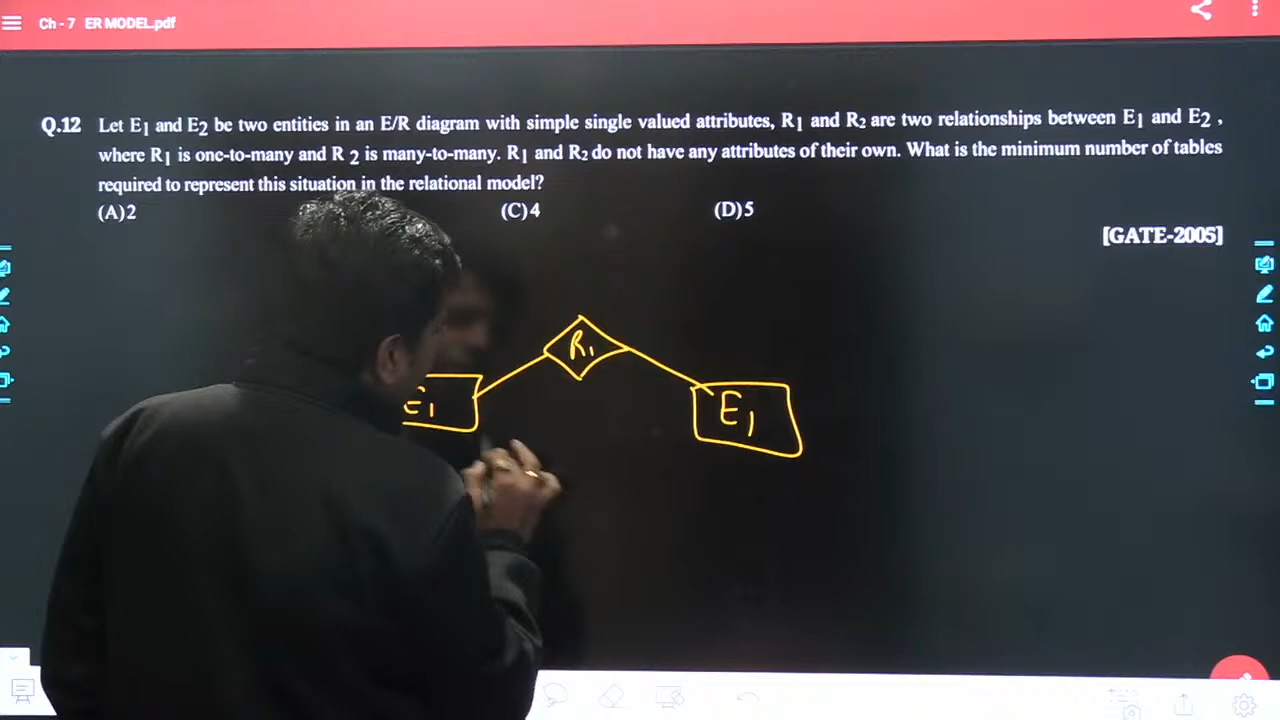 Ch - 7 ER MODEL.pdf
Q.12 Let E1 and E2 be two entities in an E/R diagram with simple single valued attributes, R1 and R2 are two relationships between E1 and E2 ,
where R1 is one-to-many and R 2 is many-to-many. R1 and R2 do not have any attributes of their own. What is the minimum number of tables
required to represent this situation in the relational model?
(A) 2 (C) 4 (D) 5
[GATE-2005]
R1
E1 E1